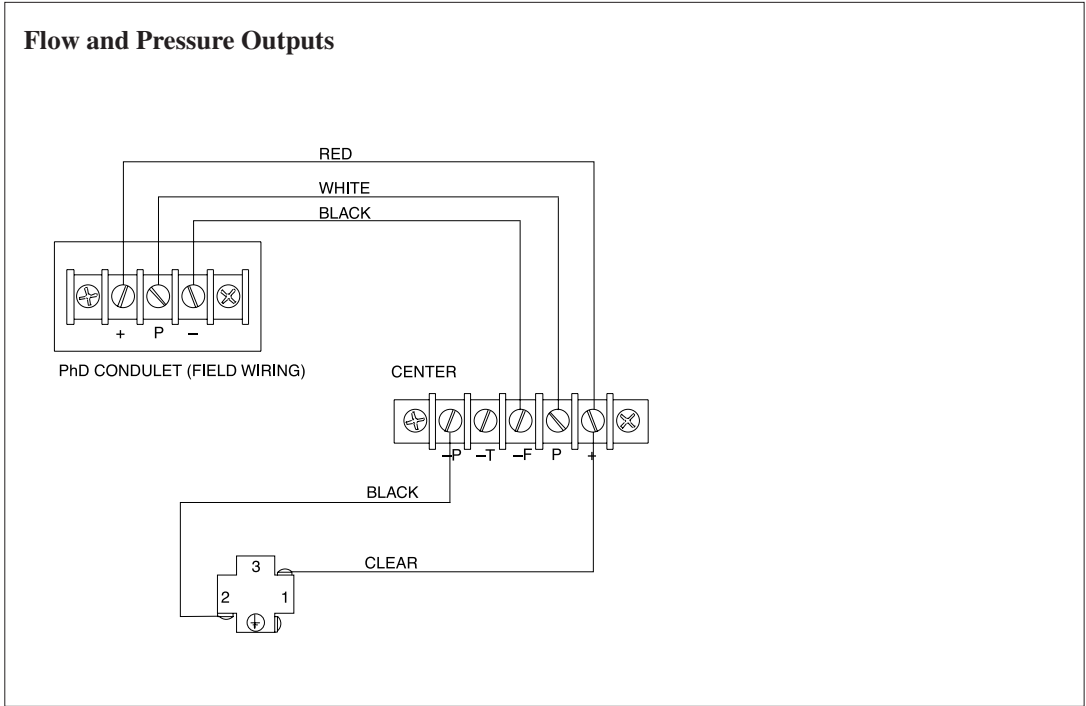 Flow and Pressure Outputs
RED
WHITE
BLACK
+ P –
PhD CONDULET (FIELD WIRING)
CENTER
–P –T –F P +
BLACK
CLEAR
3
2 1